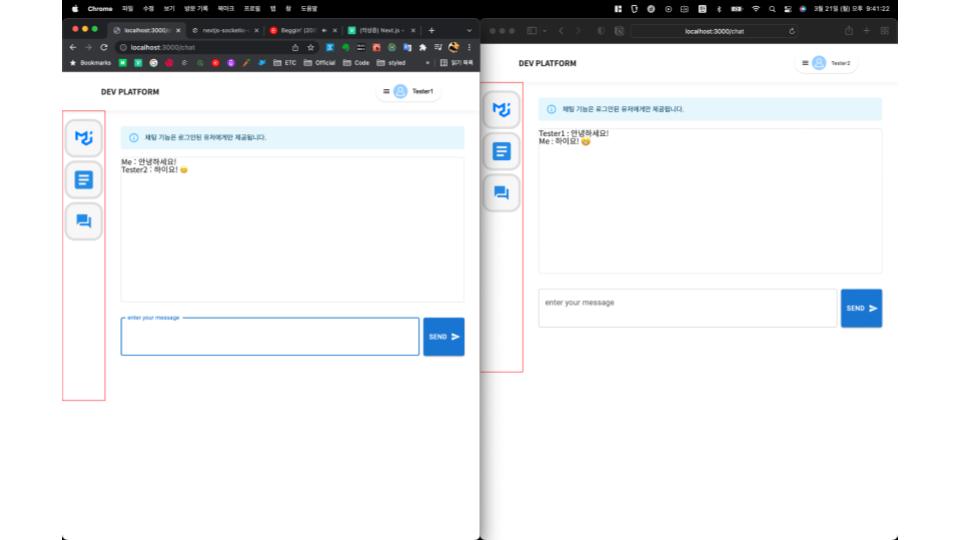 Chrome 파일 수정 보기 방문 기록 북마크 프로필 탭 창 도움말
3월 21일 (월) 오후 9:41:22
localhost:3000/
nextjs-socketio-
Beggin' (20
Next.js -
localhost:3000/chat
Bookmarks
ETC
Official
Code
styled
»
읽기 목록
DEV PLATFORM
Tester1
채팅 기능은 로그인된 유저에게만 제공됩니다.
Me : 안녕하세요!
Tester2 : 하이요! 😀
enter your message
SEND
localhost:3000/chat
DEV PLATFORM
Tester2
채팅 기능은 로그인된 유저에게만 제공됩니다.
Tester1 : 안녕하세요!
Me : 하이요! 😀
enter your message
SEND